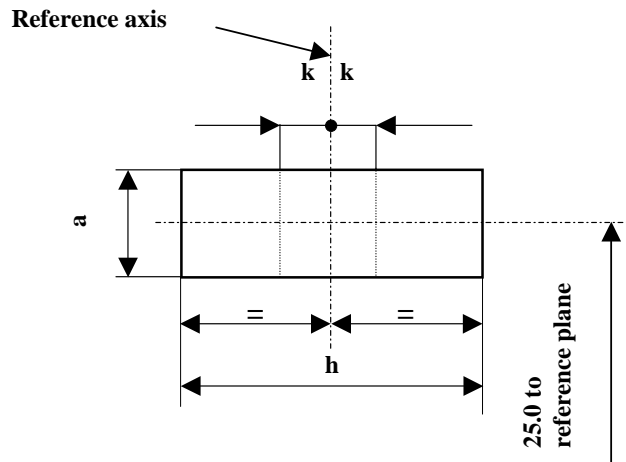 Reference axis
k k
a
= =
h
25.0 to
reference plane